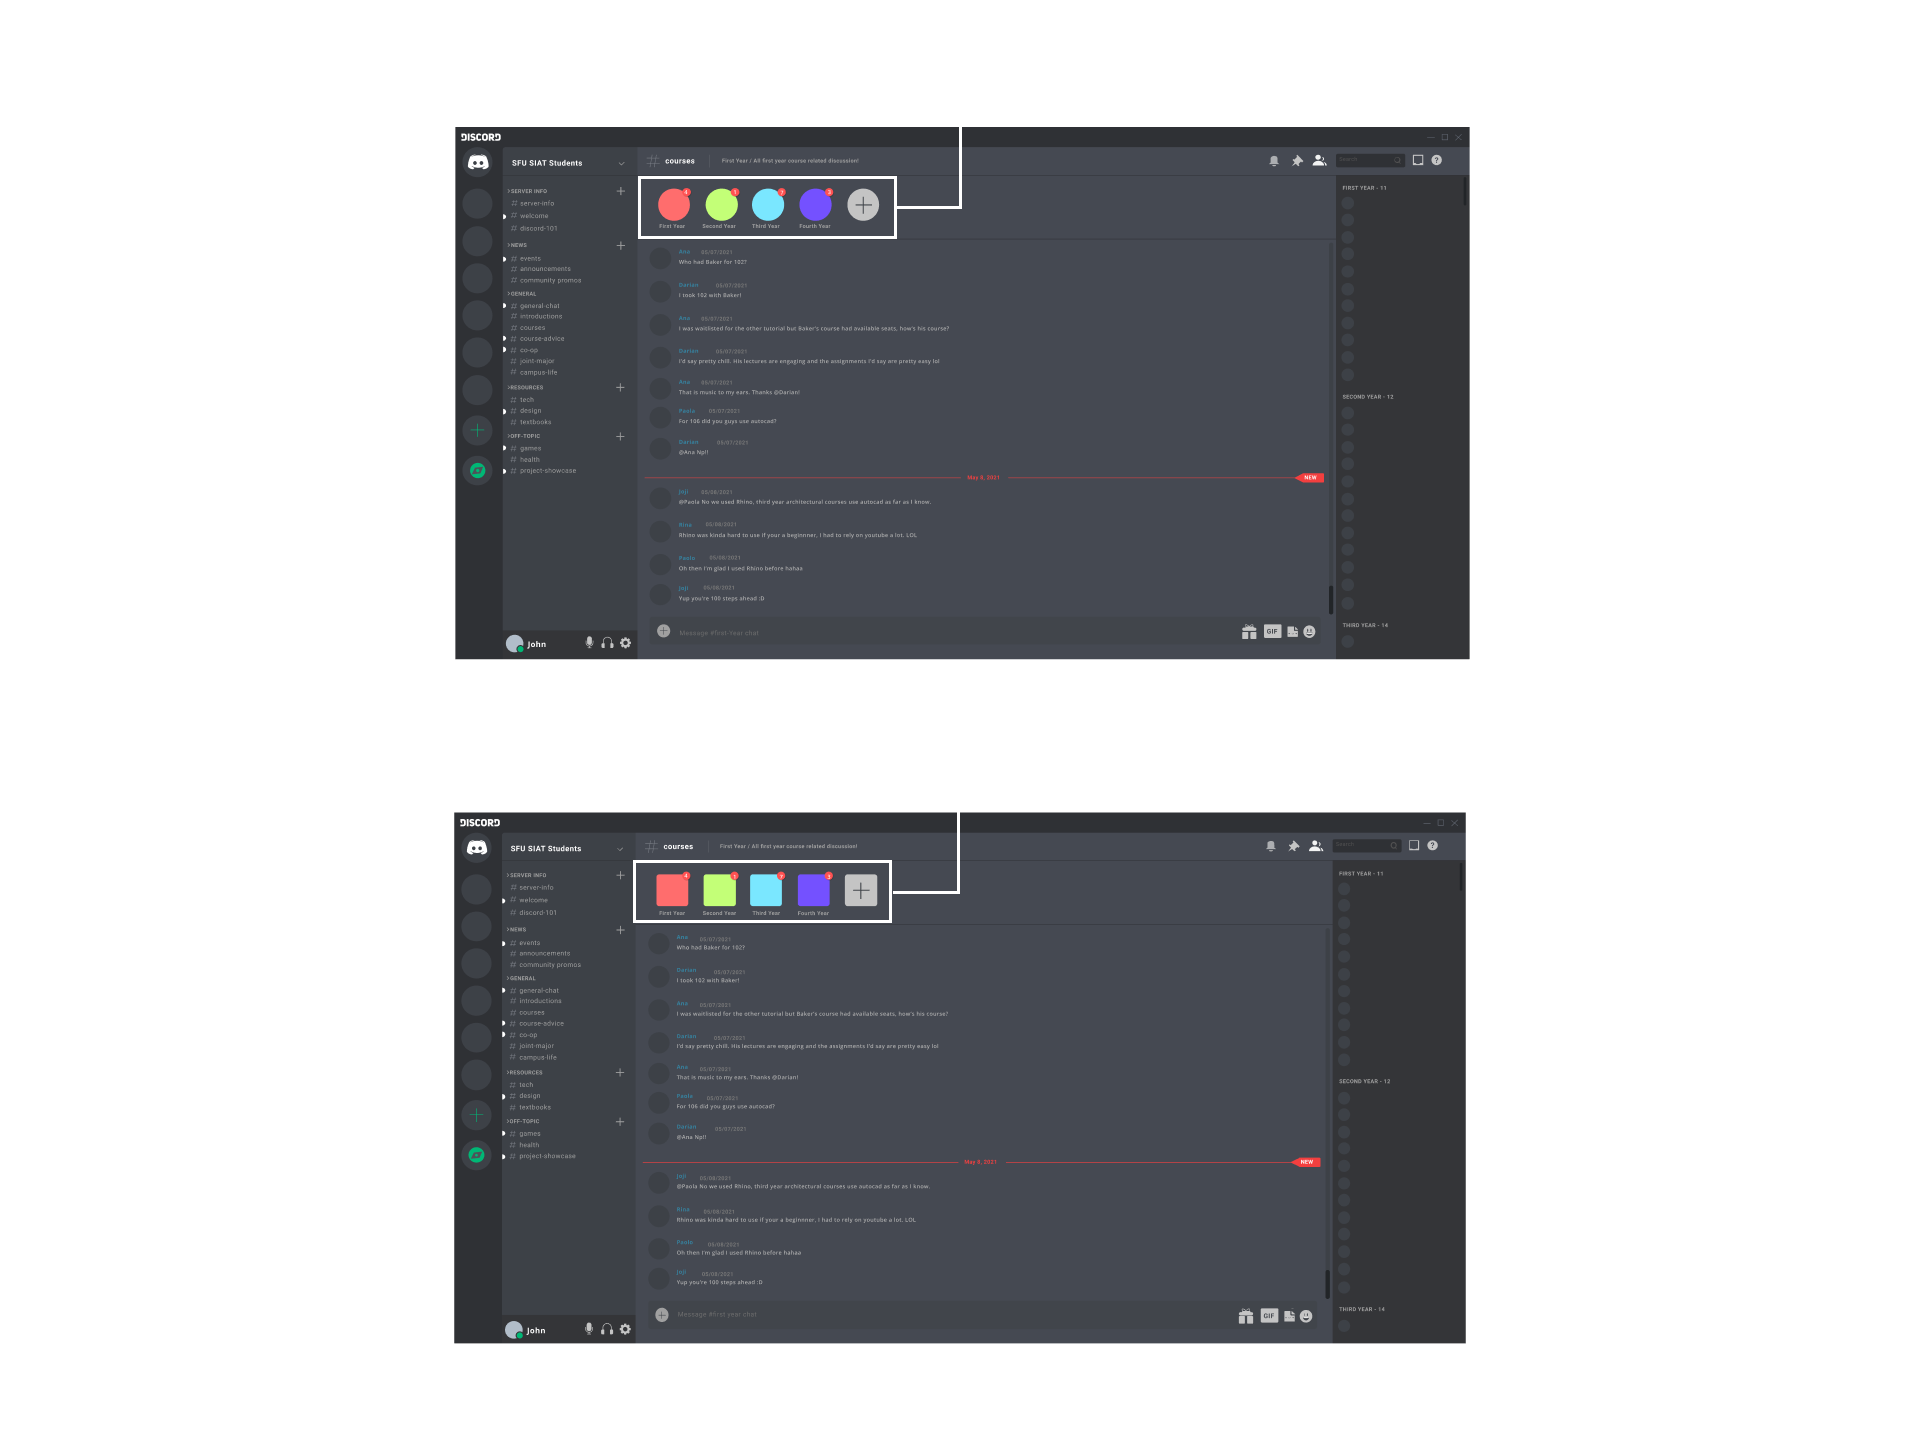 DISCORD
SFU SIAT Students
# courses
First Year / All first year course related discussion!
Search
SERVER INFO
# server-info
# welcome
# discord-101
NEWS
# events
# announcements
# community promos
GENERAL
# general-chat
# introductions
# courses
# course-advice
# co-op
# joint-major
# campus-life
RESOURCES
# tech
# design
# textbooks
OFF-TOPIC
# games
# health
# project-showcase
John
4
1
7
3
First Year
Second Year
Third Year
Fourth Year
Ana 05/07/2021
Who had Baker for 102?
Darian 05/07/2021
I took 102 with Baker!
Ana 05/07/2021
I was waitlisted for the other tutorial but Baker's course had available seats, how's his course?
Darian 05/07/2021
I'd say pretty chill. His lectures are engaging and the assignments I'd say are pretty easy lol
Ana 05/07/2021
That is music to my ears. Thanks @Darian!
Paola 05/07/2021
For 106 did you guys use autocad?
Darian 05/07/2021
@Ana Np!!
May 8, 2021
NEW
Joji 05/08/2021
@Paola No we used Rhino, third year architectural courses use autocad as far as I know.
Rina 05/08/2021
Rhino was kinda hard to use if your a beginnner, I had to rely on youtube a lot. LOL
Paola 05/08/2021
Oh then I'm glad I used Rhino before hahaa
Joji 05/08/2021
Yup you're 100 steps ahead :D
Message #first-year chat
GIF
FIRST YEAR - 11
SECOND YEAR - 12
THIRD YEAR - 14
DISCORD
SFU SIAT Students
# courses
First Year / All first year course related discussion!
Search
SERVER INFO
# server-info
# welcome
# discord-101
NEWS
# events
# announcements
# community promos
GENERAL
# general-chat
# introductions
# courses
# course-advice
# co-op
# joint-major
# campus-life
RESOURCES
# tech
# design
# textbooks
OFF-TOPIC
# games
# health
# project-showcase
John
4
1
7
3
First Year
Second Year
Third Year
Fourth Year
Ana 05/07/2021
Who had Baker for 102?
Darian 05/07/2021
I took 102 with Baker!
Ana 05/07/2021
I was waitlisted for the other tutorial but Baker's course had available seats, how's his course?
Darian 05/07/2021
I'd say pretty chill. His lectures are engaging and the assignments I'd say are pretty easy lol
Ana 05/07/2021
That is music to my ears. Thanks @Darian!
Paola 05/07/2021
For 106 did you guys use autocad?
Darian 05/07/2021
@Ana Np!!
May 8, 2021
NEW
Joji 05/08/2021
@Paola No we used Rhino, third year architectural courses use autocad as far as I know.
Rina 05/08/2021
Rhino was kinda hard to use if your a beginnner, I had to rely on youtube a lot. LOL
Paola 05/08/2021
Oh then I'm glad I used Rhino before hahaa
Joji 05/08/2021
Yup you're 100 steps ahead :D
Message #first year chat
GIF
FIRST YEAR - 11
SECOND YEAR - 12
THIRD YEAR - 14